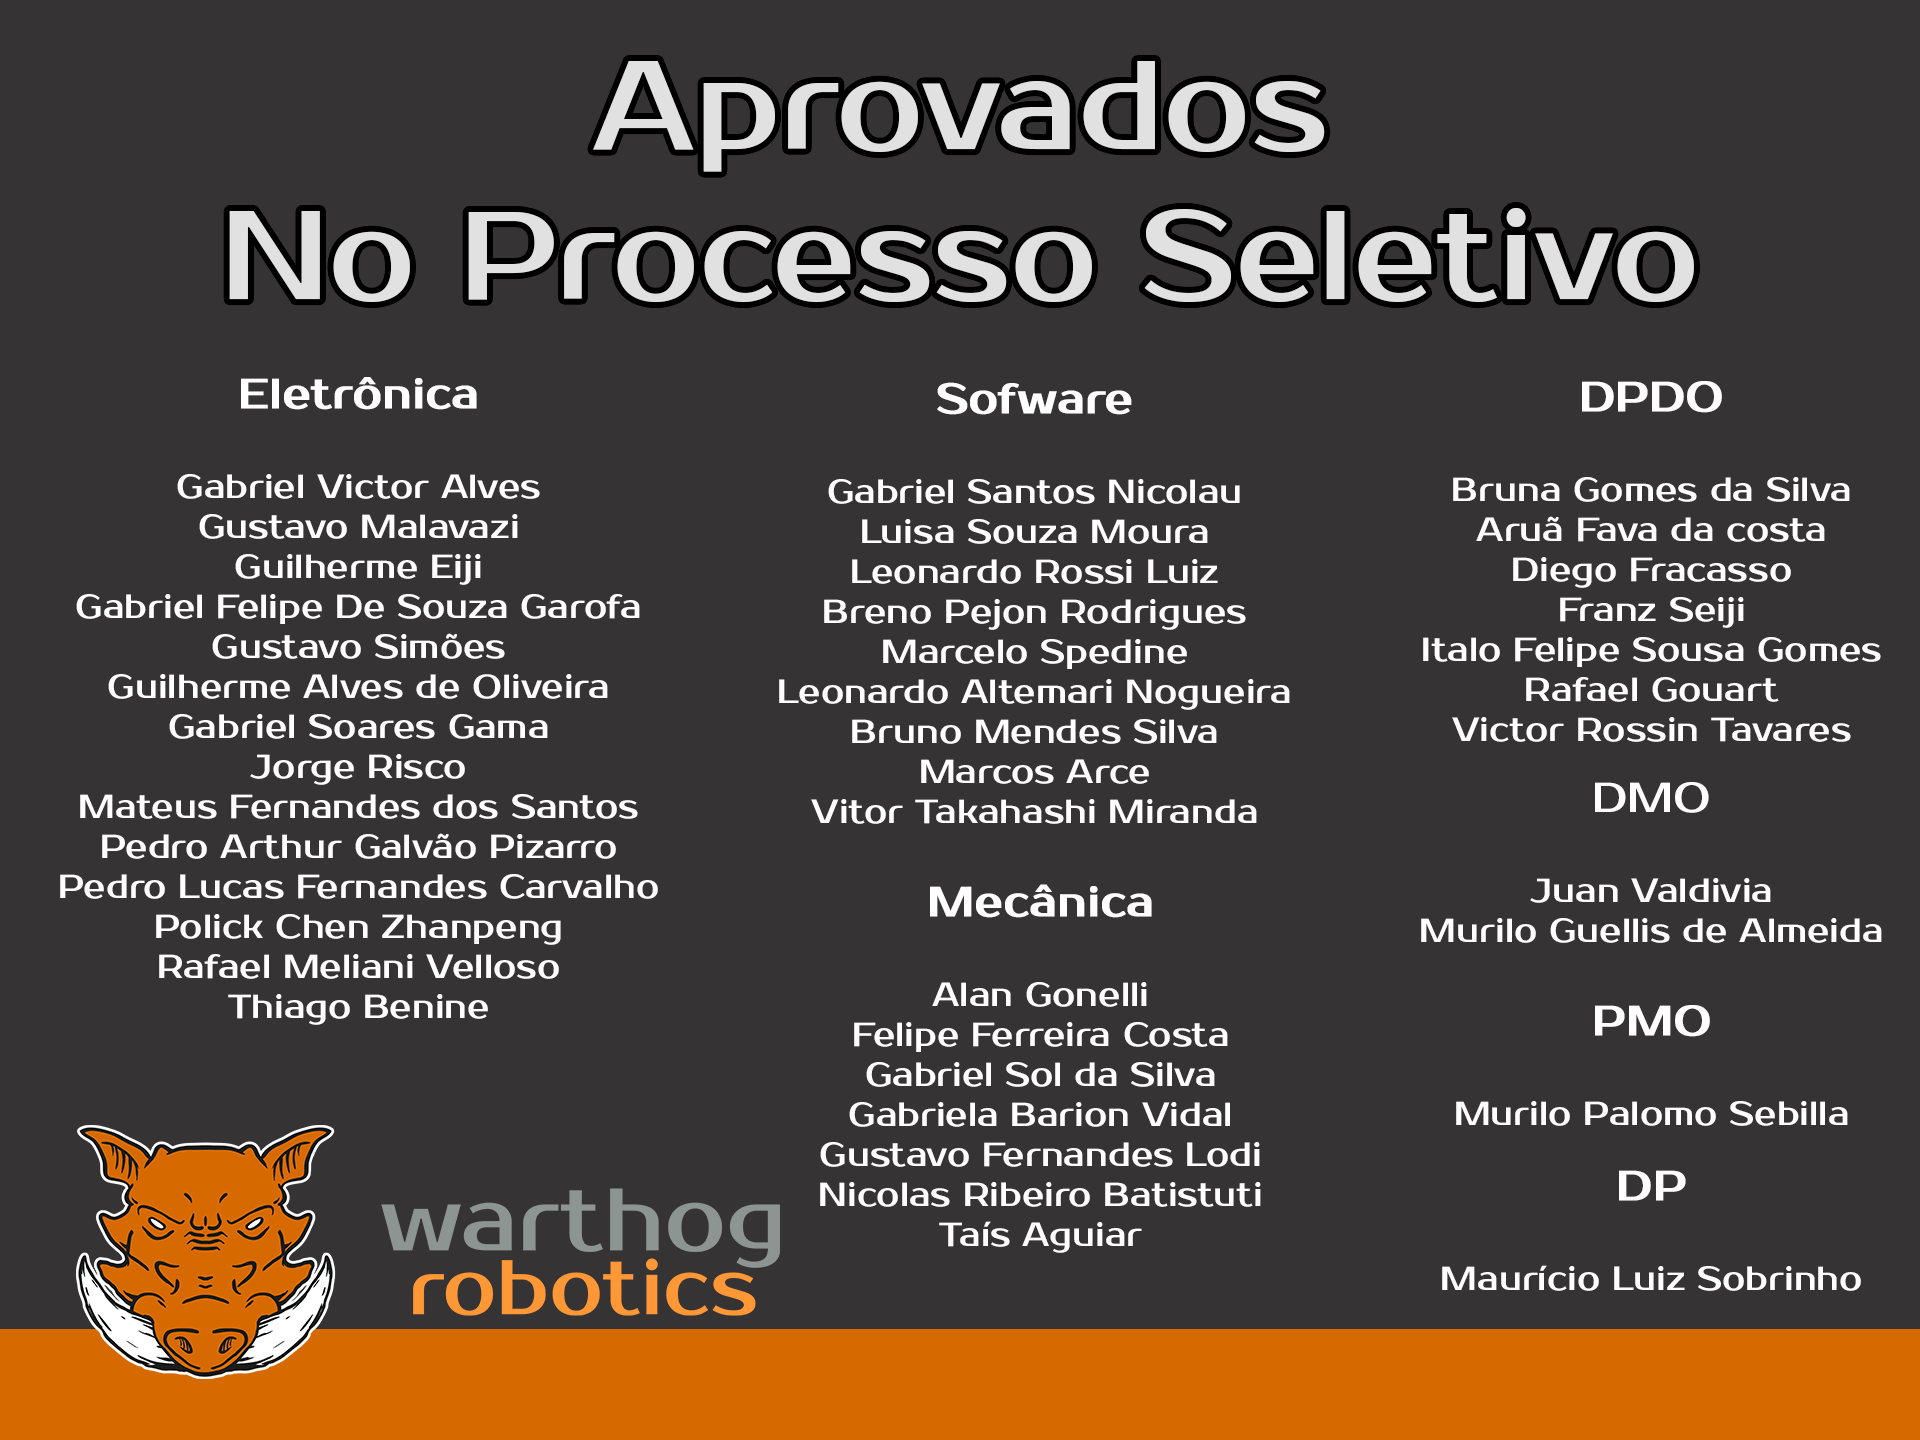 Aprovados
No Processo Seletivo
Eletrônica
Gabriel Victor Alves
Gustavo Malavazi
Guilherme Eiji
Gabriel Felipe De Souza Garofa
Gustavo Simões
Guilherme Alves de Oliveira
Gabriel Soares Gama
Jorge Risco
Mateus Fernandes dos Santos
Pedro Arthur Galvão Pizarro
Pedro Lucas Fernandes Carvalho
Polick Chen Zhanpeng
Rafael Meliani Velloso
Thiago Benine
Sofware
Gabriel Santos Nicolau
Luisa Souza Moura
Leonardo Rossi Luiz
Breno Pejon Rodrigues
Marcelo Spedine
Leonardo Altemari Nogueira
Bruno Mendes Silva
Marcos Arce
Vitor Takahashi Miranda
Mecânica
Alan Gonelli
Felipe Ferreira Costa
Gabriel Sol da Silva
Gabriela Barion Vidal
Gustavo Fernandes Lodi
Nicolas Ribeiro Batistuti
Taís Aguiar
DPDO
Bruna Gomes da Silva
Aruã Fava da costa
Diego Fracasso
Franz Seiji
Italo Felipe Sousa Gomes
Rafael Gouart
Victor Rossin Tavares
DMO
Juan Valdivia
Murilo Guellis de Almeida
PMO
Murilo Palomo Sebilla
DP
Maurício Luiz Sobrinho
warthog
robotics